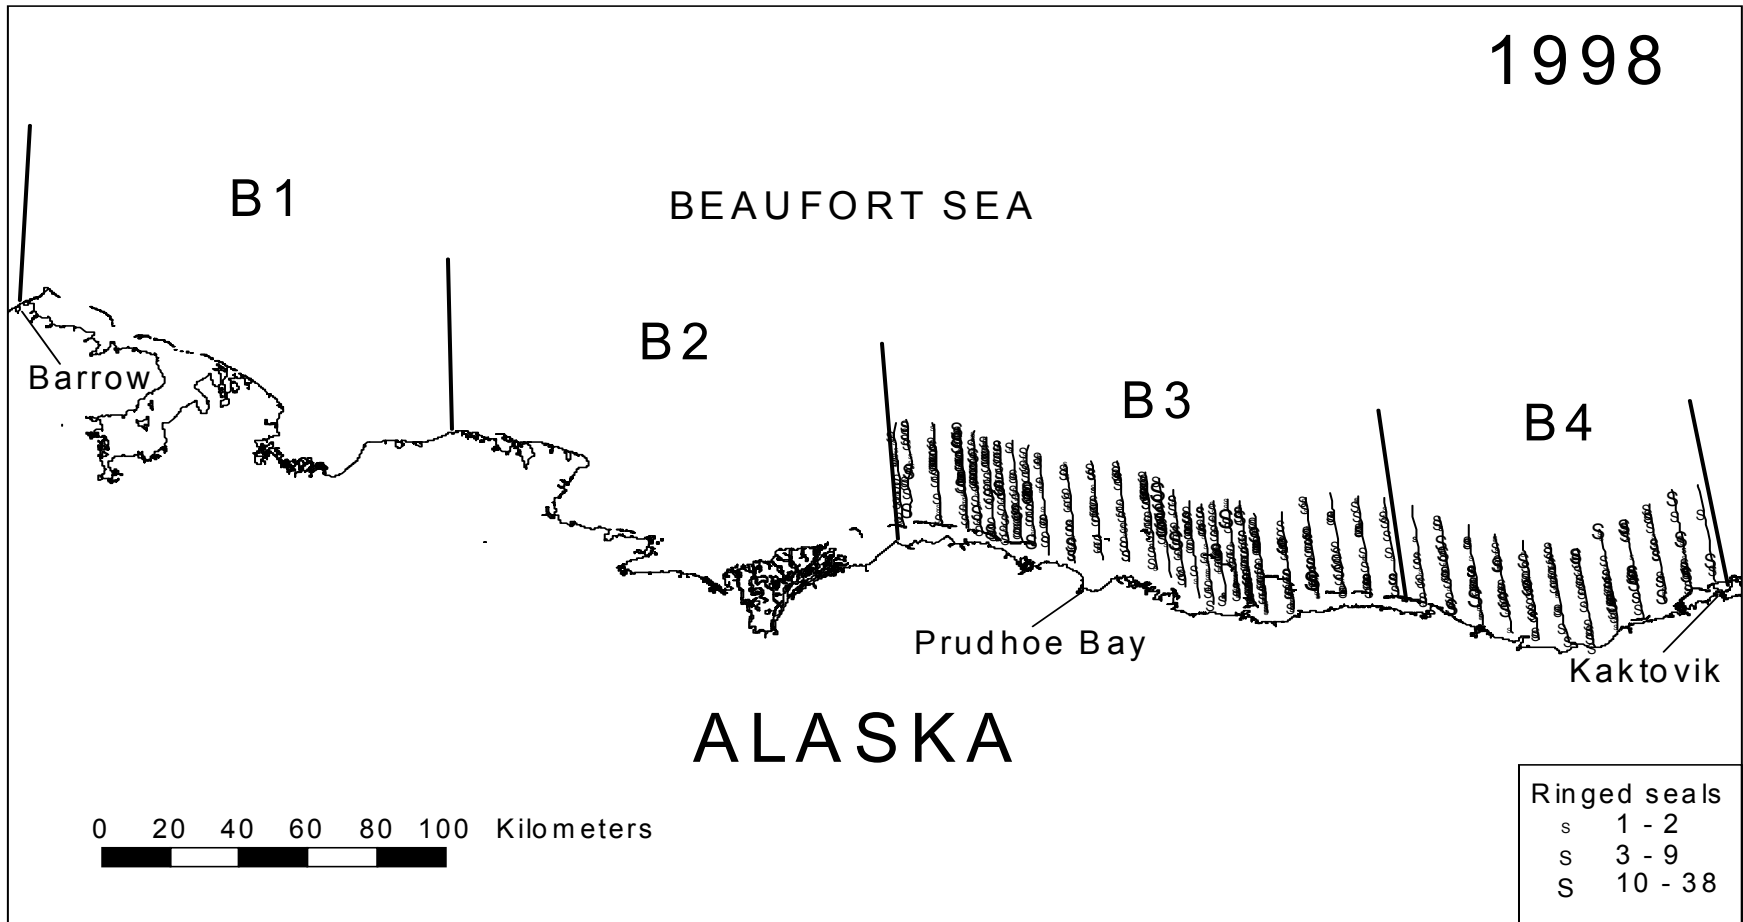 1998
B1
BEAUFORT SEA
B2
B3
B4
Barrow
Prudhoe Bay
Kaktovik
ALASKA
0 20 40 60 80 100 Kilometers
Ringed seals
s 1 - 2
s 3 - 9
s 10 - 38